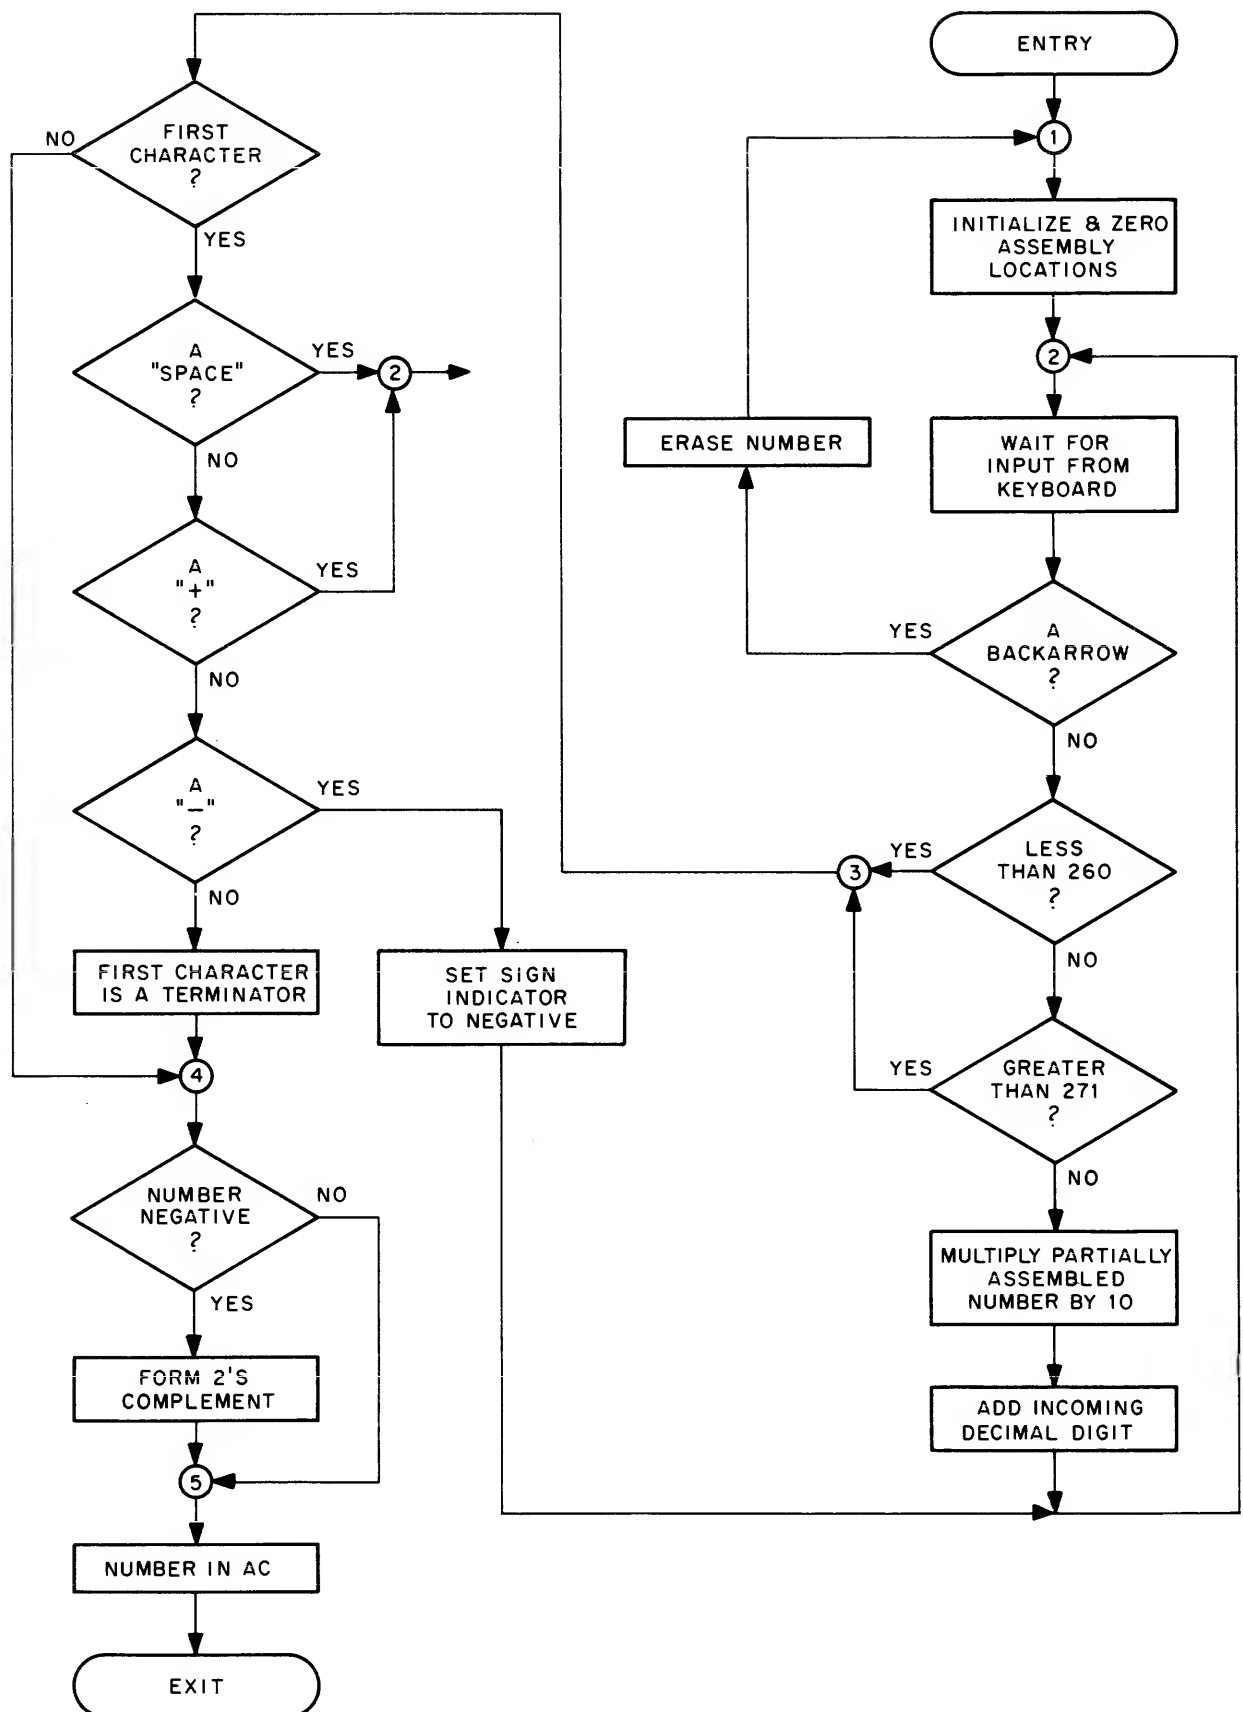 ENTRY
1
INITIALIZE & ZERO
ASSEMBLY
LOCATIONS
2
WAIT FOR
INPUT FROM
KEYBOARD
A
BACKARROW
?
YES
NO
ERASE NUMBER
LESS
THAN 260
?
YES
NO
3
GREATER
THAN 271
?
YES
NO
MULTIPLY PARTIALLY
ASSEMBLED
NUMBER BY 10
ADD INCOMING
DECIMAL DIGIT
FIRST
CHARACTER
?
NO
YES
A
"SPACE"
?
YES
2
NO
A
"+"
?
YES
NO
A
"—"
?
YES
NO
FIRST CHARACTER
IS A TERMINATOR
SET SIGN
INDICATOR
TO NEGATIVE
4
NUMBER
NEGATIVE
?
NO
YES
FORM 2'S
COMPLEMENT
5
NUMBER IN AC
EXIT